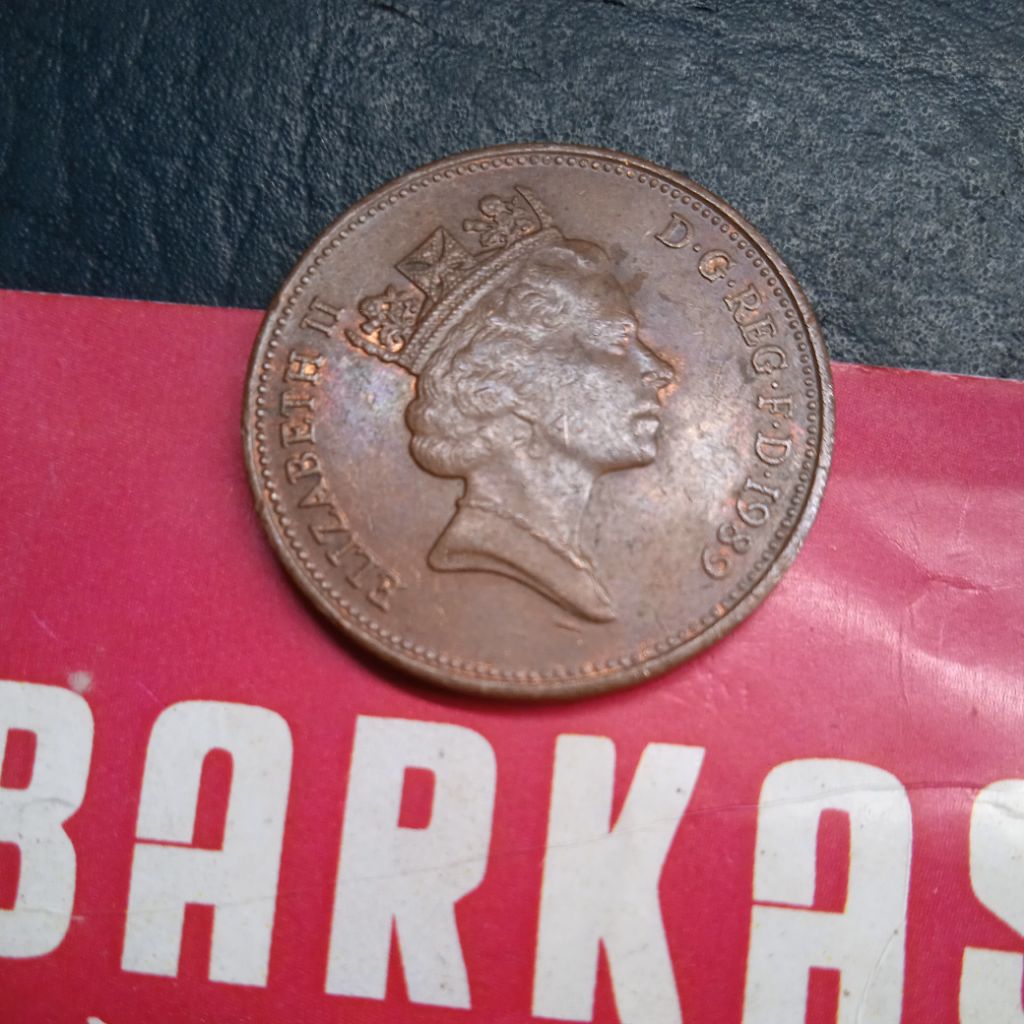 ELIZABETH II
D·G·REG·F·D·1989
BARKAS